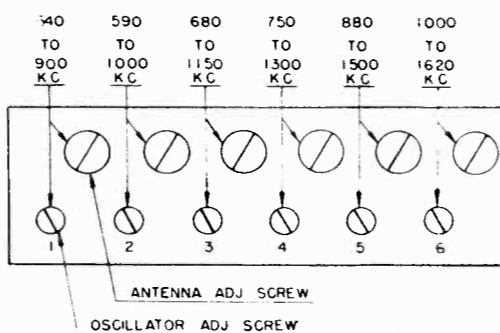 540 590 680 750 880 1000
TO TO TO TO TO TO
900 1000 1150 1300 1500 1620
KC KC KC KC KC KC
1 2 3 4 5 6
ANTENNA ADJ SCREW
OSCILLATOR ADJ SCREW